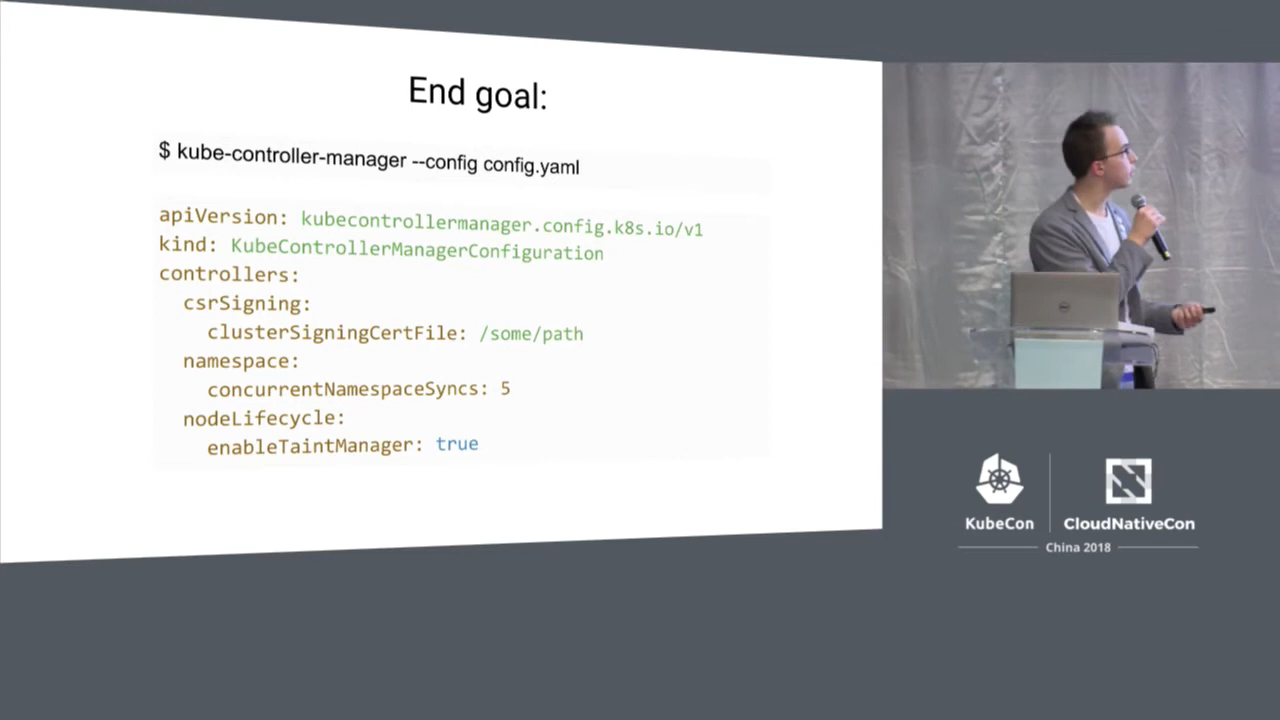 End goal:
$ kube-controller-manager --config config.yaml
apiVersion: kubecontrollermanager.config.k8s.io/v1
kind: KubeControllerManagerConfiguration
controllers:
  csrSigning:
    clusterSigningCertFile: /some/path
  namespace:
    concurrentNamespaceSyncs: 5
  nodeLifecycle:
    enableTaintManager: true
KubeCon
CloudNativeCon
China 2018